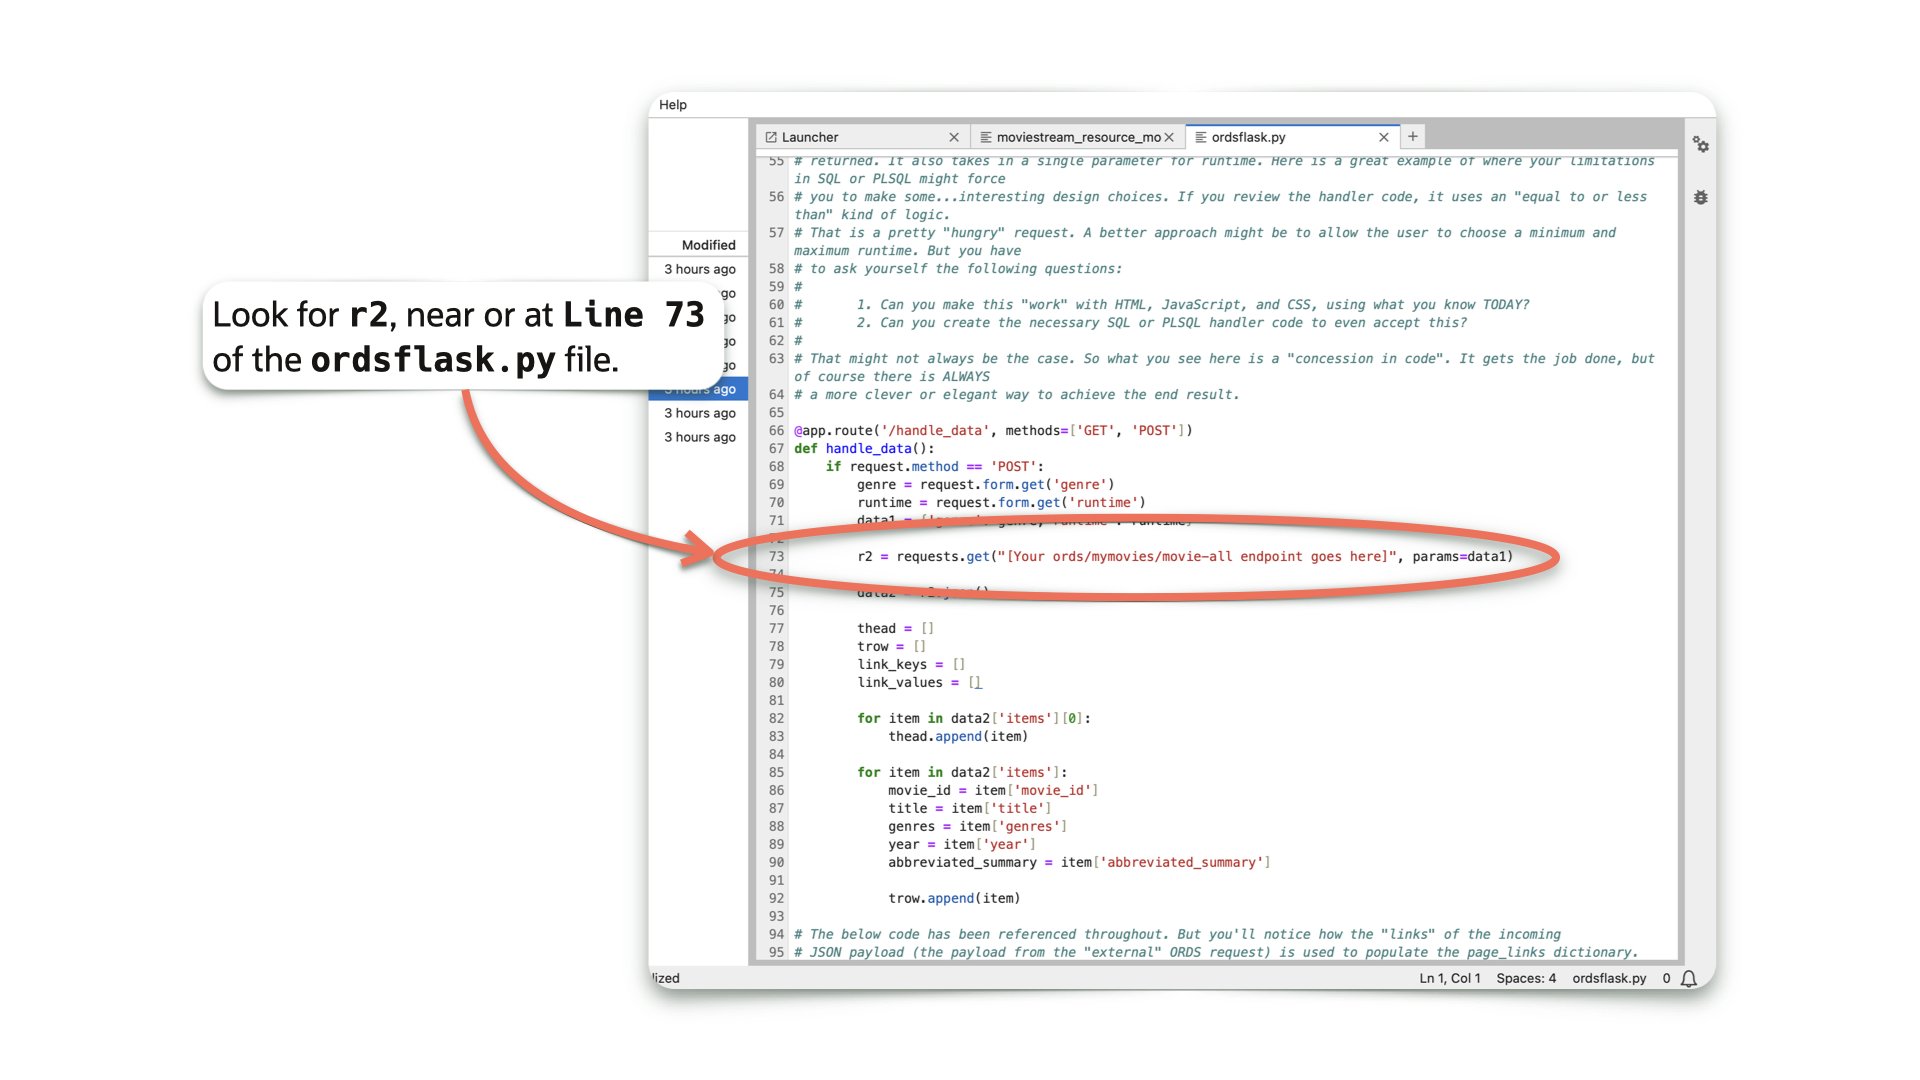 Help
Launcher
moviestream_resource_mo
ordsflask.py
+
Modified
3 hours ago
go
go
go
go
3 hours ago
3 hours ago
3 hours ago
Look for r2, near or at Line 73
of the ordsflask.py file.
55 # returned. It also takes in a single parameter for runtime. Here is a great example of where your limitations
in SQL or PLSQL might force
56 # you to make some...interesting design choices. If you review the handler code, it uses an "equal to or less
than" kind of logic.
57 # That is a pretty "hungry" request. A better approach might be to allow the user to choose a minimum and
maximum runtime. But you have
58 # to ask yourself the following questions:
59 #
60 #       1. Can you make this "work" with HTML, JavaScript, and CSS, using what you know TODAY?
61 #       2. Can you create the necessary SQL or PLSQL handler code to even accept this?
62 #
63 # That might not always be the case. So what you see here is a "concession in code". It gets the job done, but
of course there is ALWAYS
64 # a more clever or elegant way to achieve the end result.
65
66 @app.route('/handle_data', methods=['GET', 'POST'])
67 def handle_data():
68     if request.method == 'POST':
69         genre = request.form.get('genre')
70         runtime = request.form.get('runtime')
71         data1 = genre, runtime
73         r2 = requests.get("[Your ords/mymovies/movie-all endpoint goes here]", params=data1)
74
75         data2 =
76
77         thead = []
78         trow = []
79         link_keys = []
80         link_values = []
81
82         for item in data2['items'][0]:
83             thead.append(item)
84
85         for item in data2['items']:
86             movie_id = item['movie_id']
87             title = item['title']
88             genres = item['genres']
89             year = item['year']
90             abbreviated_summary = item['abbreviated_summary']
91
92             trow.append(item)
93
94 # The below code has been referenced throughout. But you'll notice how the "links" of the incoming
95 # JSON payload (the payload from the "external" ORDS request) is used to populate the page_links dictionary.
lized
Ln 1, Col 1 Spaces: 4 ordsflask.py 0